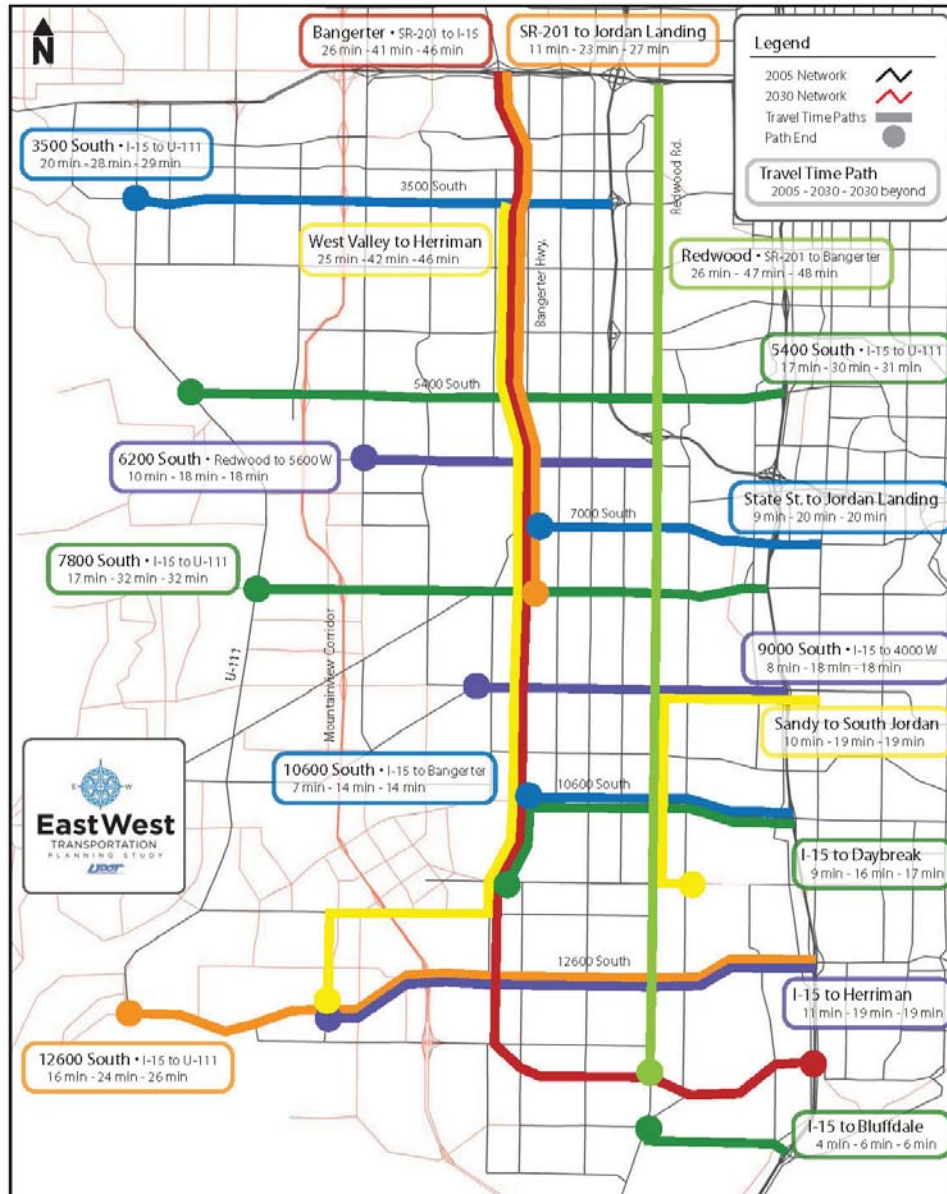 N
Bangerter • SR-201 to I-15
26 min - 41 min - 46 min
SR-201 to Jordan Landing
11 min - 23 min - 27 min
Legend
2005 Network
2030 Network
Travel Time Paths
Path End
Travel Time Path
2005 - 2030 - 2030 beyond
3500 South • I-15 to U-111
20 min - 28 min - 29 min
3500 South
Redwood Rd.
West Valley to Herriman
25 min - 42 min - 46 min
Bangerter Hwy.
Redwood • SR-201 to Bangerter
26 min - 47 min - 48 min
5400 South • I-15 to U-111
17 min - 30 min - 31 min
5400 South
6200 South • Redwood to 5600 W
10 min - 18 min - 18 min
State St. to Jordan Landing
9 min - 20 min - 20 min
7000 South
7800 South • I-15 to U-111
17 min - 32 min - 32 min
U-111
Mountainview Corridor
9000 South • I-15 to 4000 W
8 min - 18 min - 18 min
Sandy to South Jordan
10 min - 19 min - 19 min
10600 South • I-15 to Bangerter
7 min - 14 min - 14 min
10600 South
E W
EastWest
TRANSPORTATION
PLANNING STUDY
UDOT
I-15 to Daybreak
9 min - 16 min - 17 min
12600 South
I-15 to Herriman
11 min - 19 min - 19 min
12600 South • I-15 to U-111
16 min - 24 min - 26 min
I-15 to Bluffdale
4 min - 6 min - 6 min